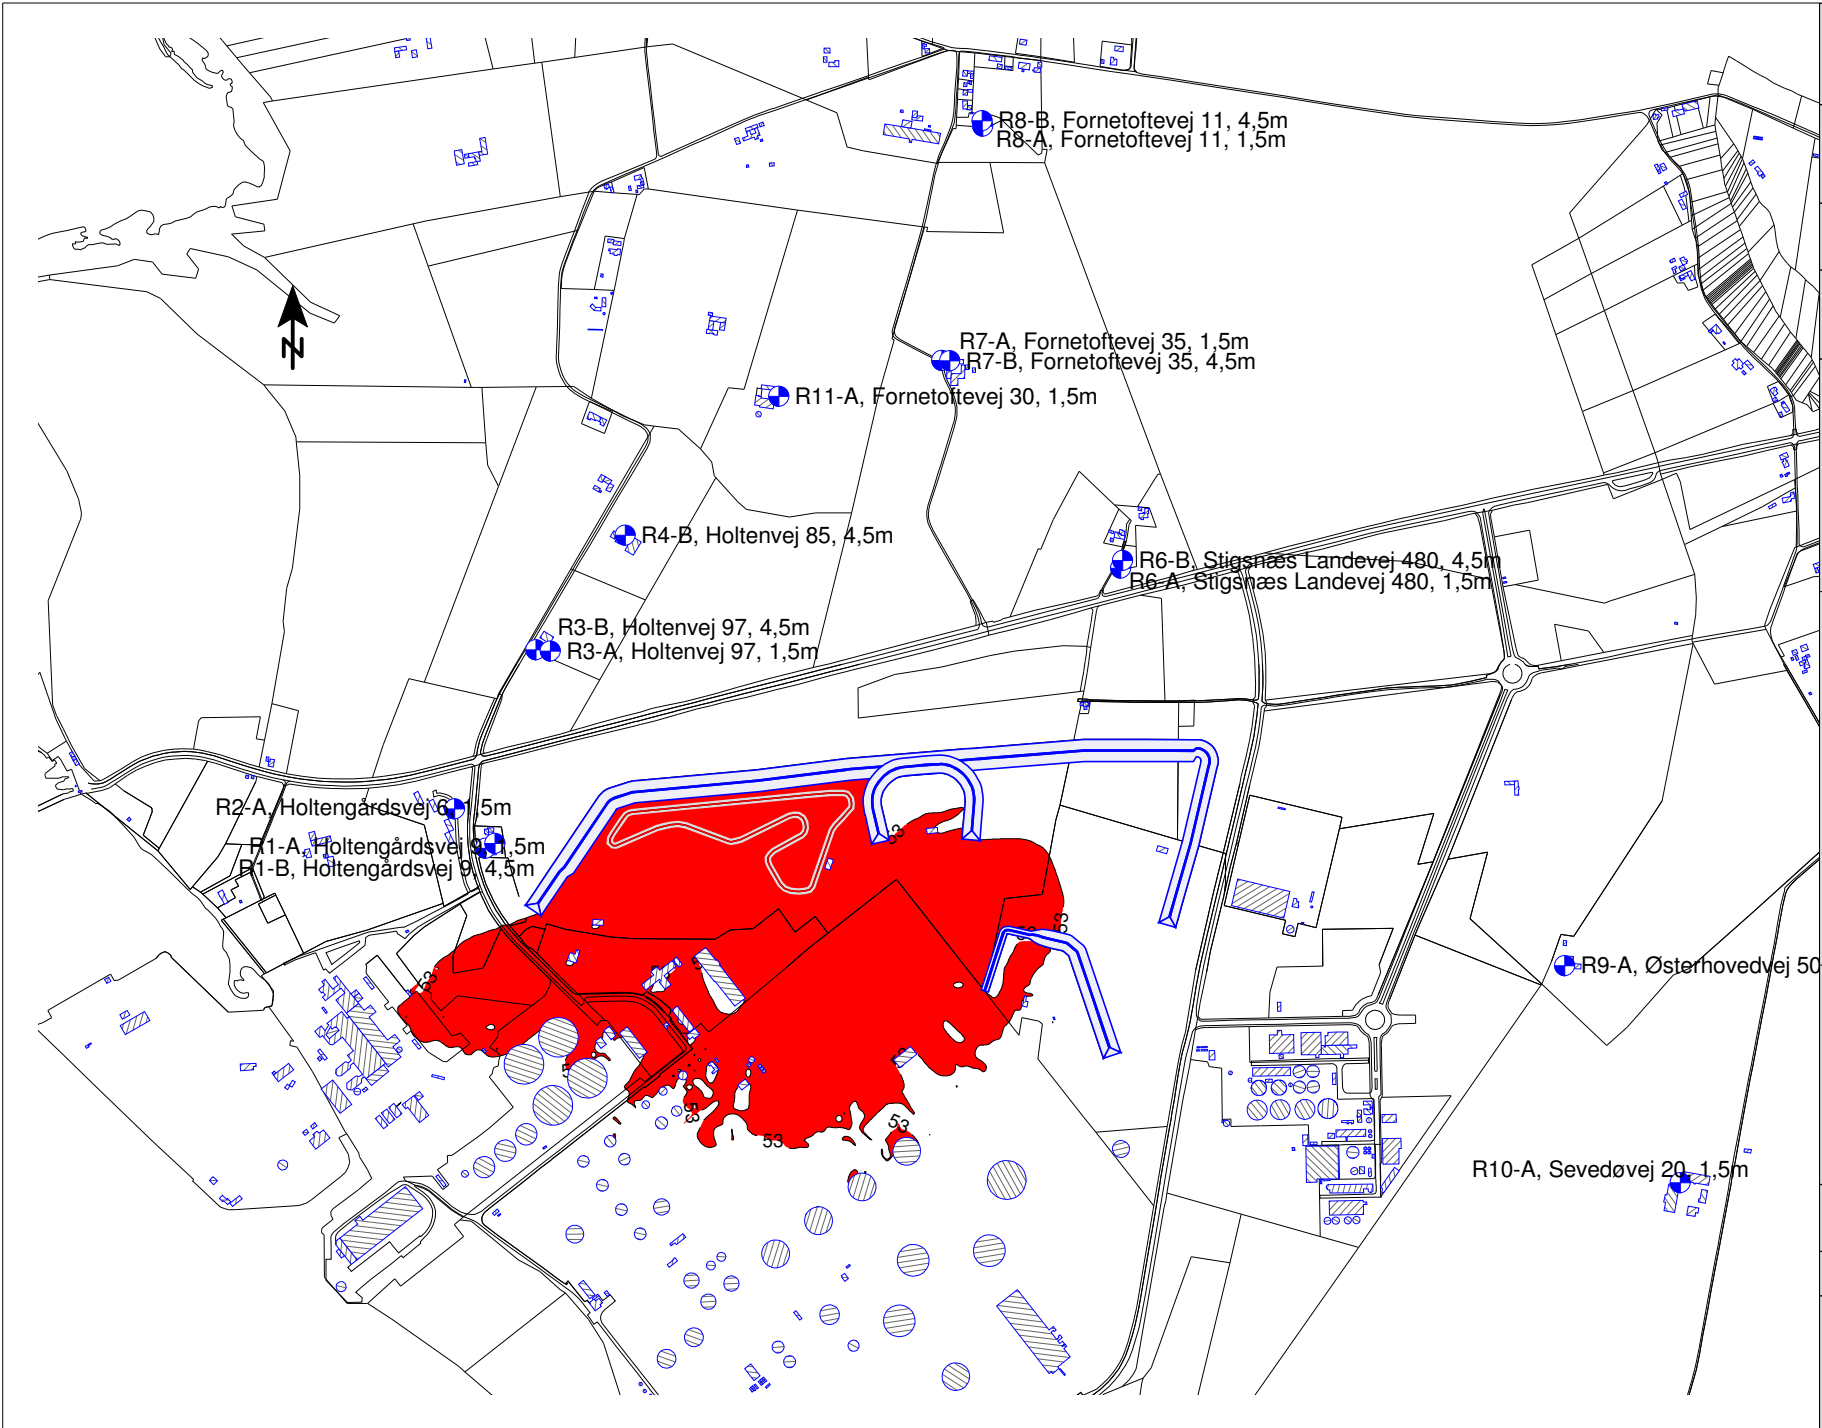 R8-B, Fornetoftevej 11, 4,5m
R8-A, Fornetoftevej 11, 1,5m
N
R7-A, Fornetoftevej 35, 1,5m
R7-B, Fornetoftevej 35, 4,5m
R11-A, Fornetoftevej 30, 1,5m
R4-B, Holtenvej 85, 4,5m
R6-B, Stigsnæs Landevej 480, 4,5m
R6-A, Stigsnæs Landevej 480, 1,5m
R3-B, Holtenvej 97, 4,5m
R3-A, Holtenvej 97, 1,5m
R2-A, Holtengårdsvej 6, 1,5m
R1-A, Holtengårdsvej 9, 1,5m
R1-B, Holtengårdsvej 9, 4,5m
53
53
53
R9-A, Østerhovedvej 50
53
53
53
R10-A, Sevedøvej 20, 1,5m